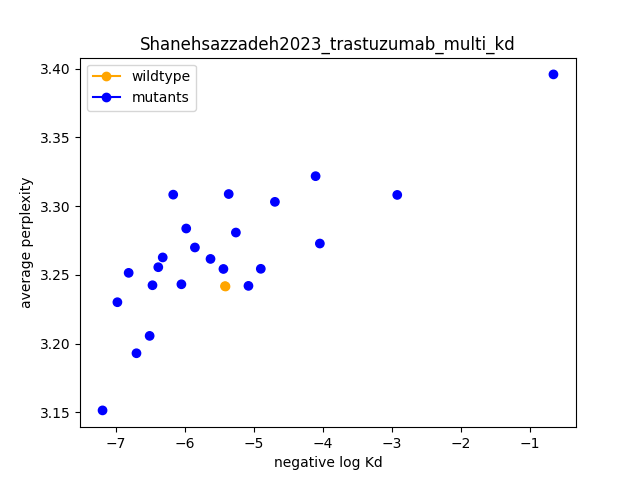 Shanehsazzadeh2023_trastuzumab_multi_kd
wildtype
mutants
3.40
3.35
3.30
3.25
3.20
3.15
average perplexity
−7
−6
−5
−4
−3
−2
−1
negative log Kd